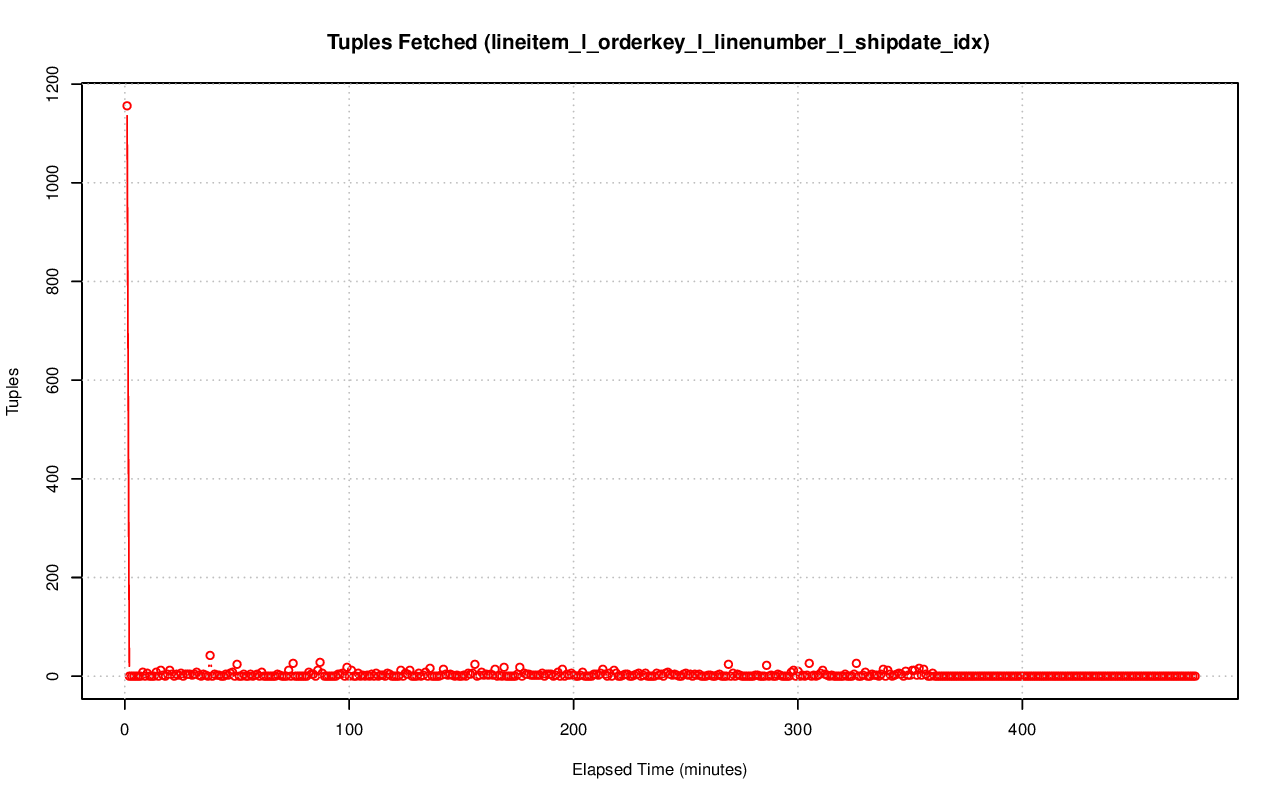 Tuples Fetched (lineitem_l_orderkey_l_linenumber_l_shipdate_idx)
1200
1000
800
600
400
200
0
Tuples
0 100 200 300 400
Elapsed Time (minutes)